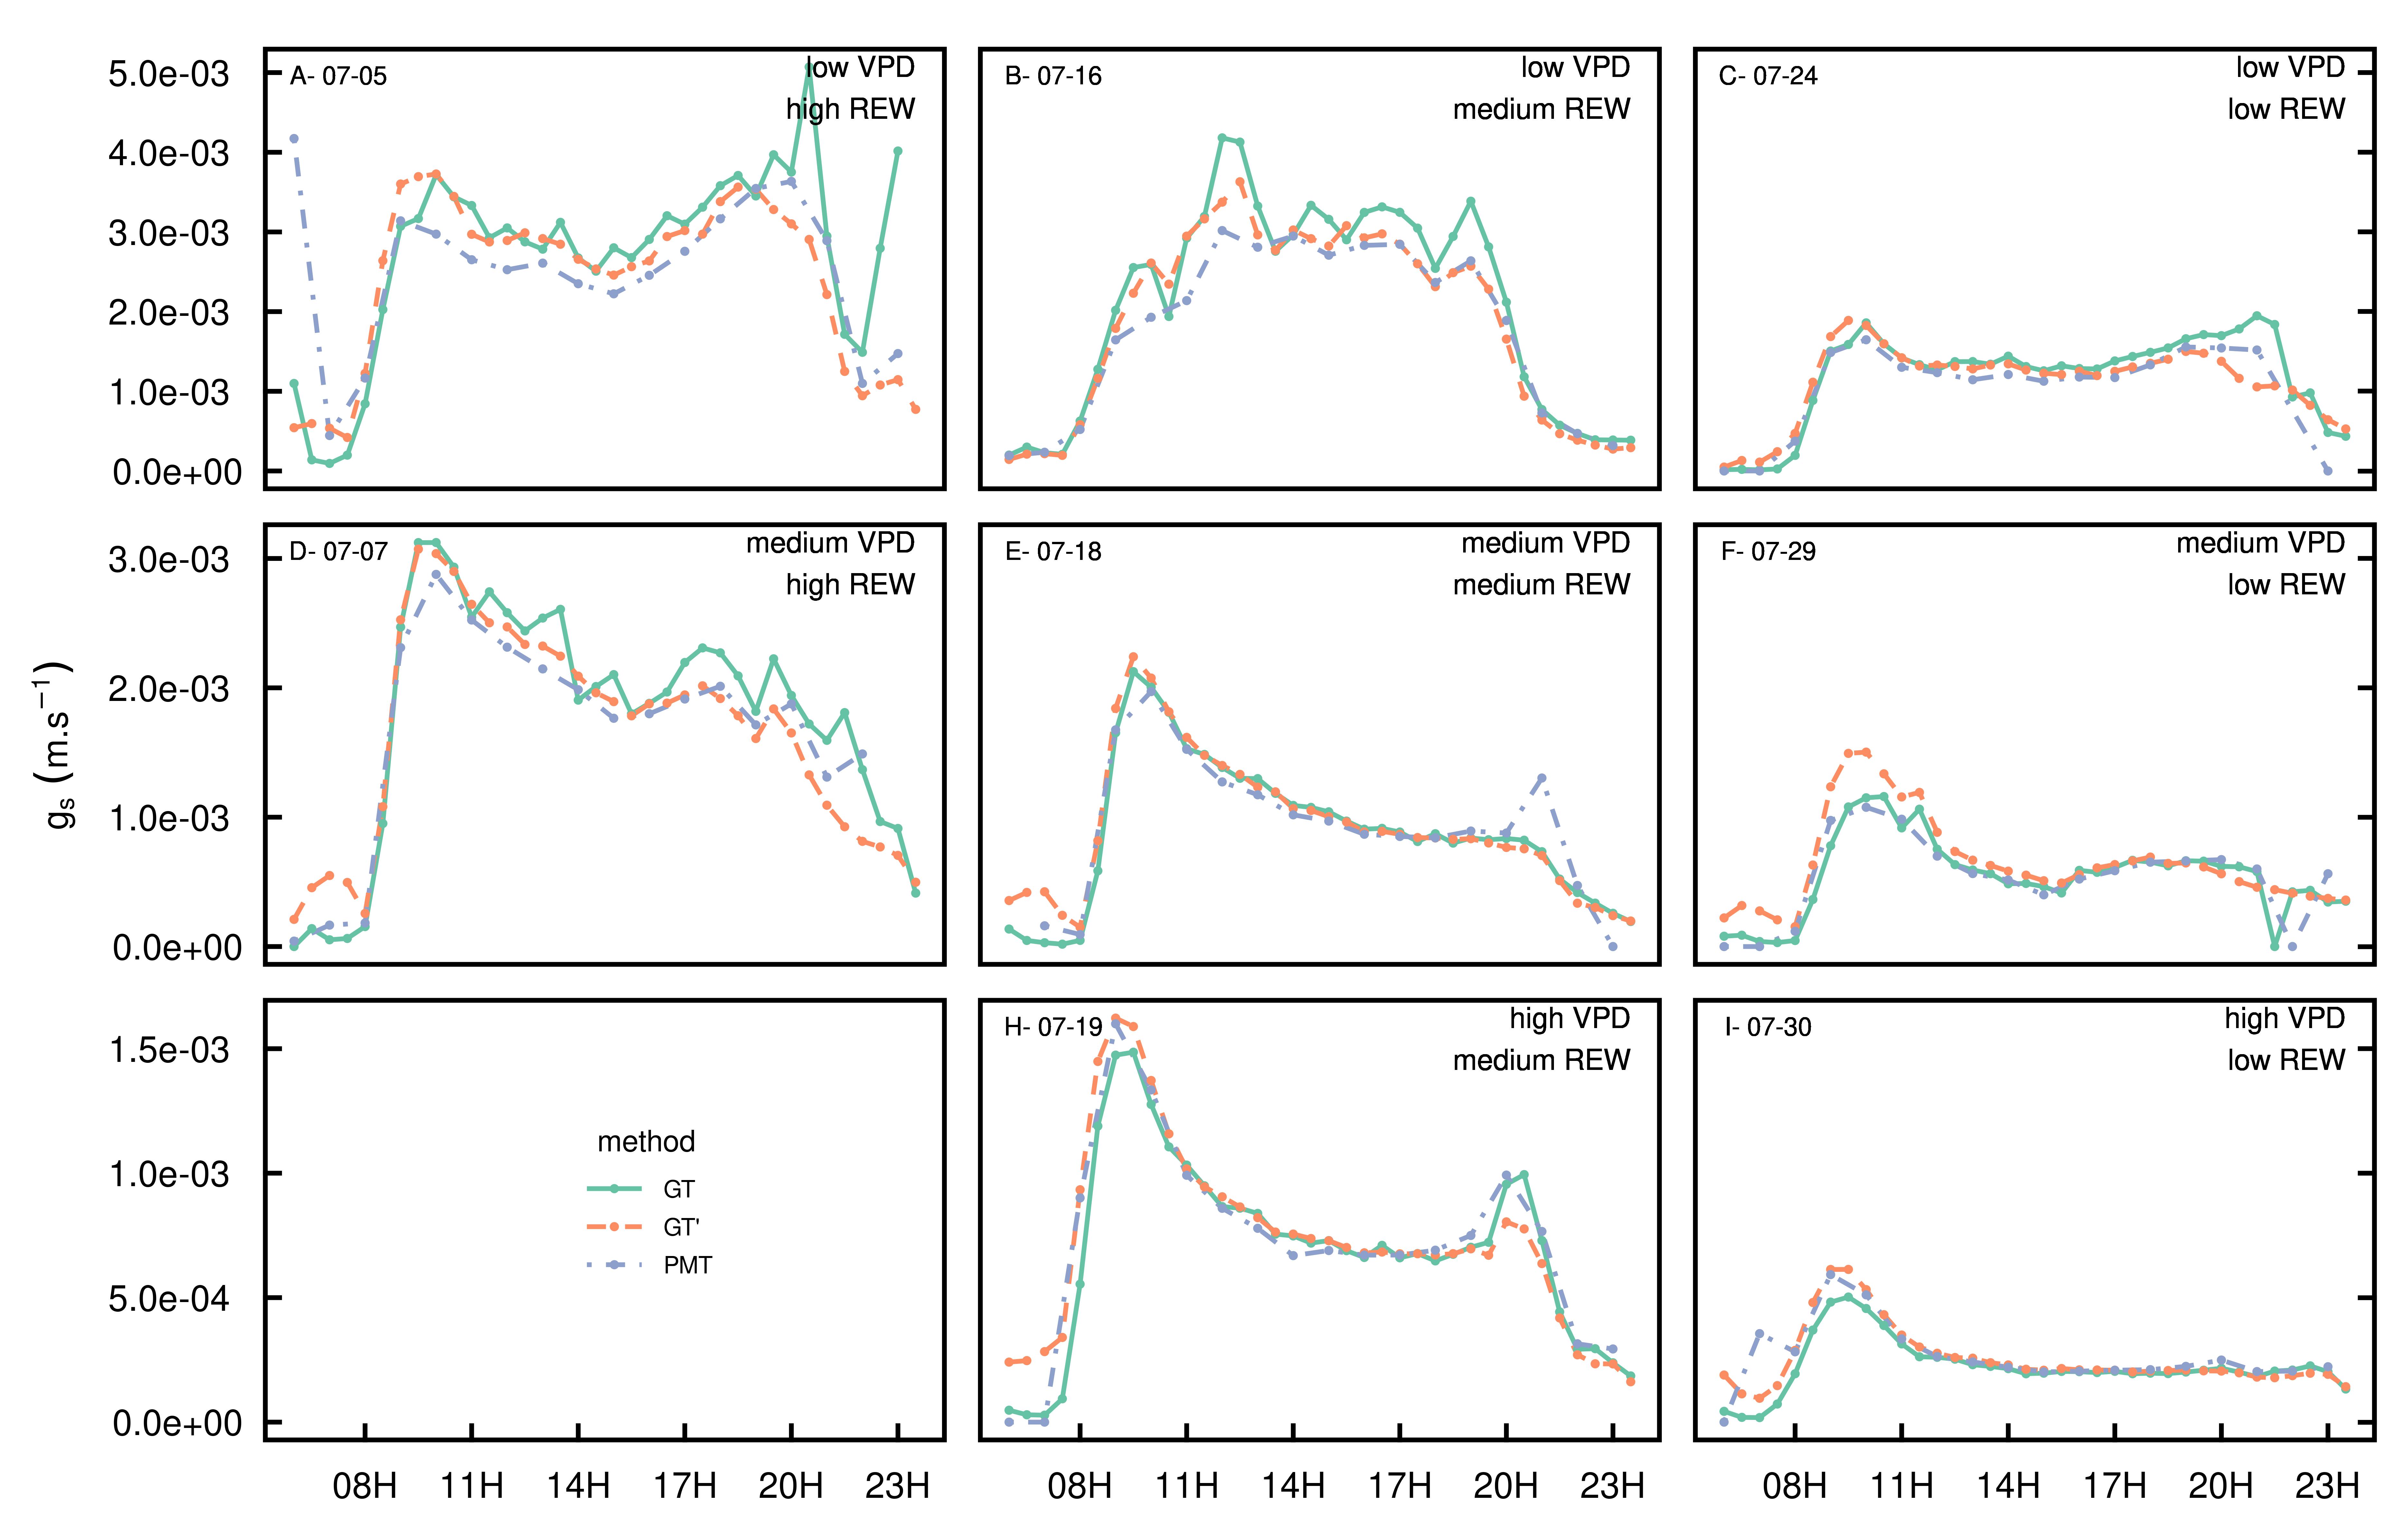 A- 07-05
low VPD
high REW
5.0e-03
4.0e-03
3.0e-03
2.0e-03
1.0e-03
0.0e+00
B- 07-16
low VPD
medium REW
C- 07-24
low VPD
low REW
D- 07-07
medium VPD
high REW
3.0e-03
2.0e-03
1.0e-03
0.0e+00
E- 07-18
medium VPD
medium REW
F- 07-29
medium VPD
low REW
gs (m.s−1)
1.5e-03
1.0e-03
5.0e-04
0.0e+00
method
GT
GT'
PMT
H- 07-19
high VPD
medium REW
I- 07-30
high VPD
low REW
08H 11H 14H 17H 20H 23H
08H 11H 14H 17H 20H 23H
08H 11H 14H 17H 20H 23H